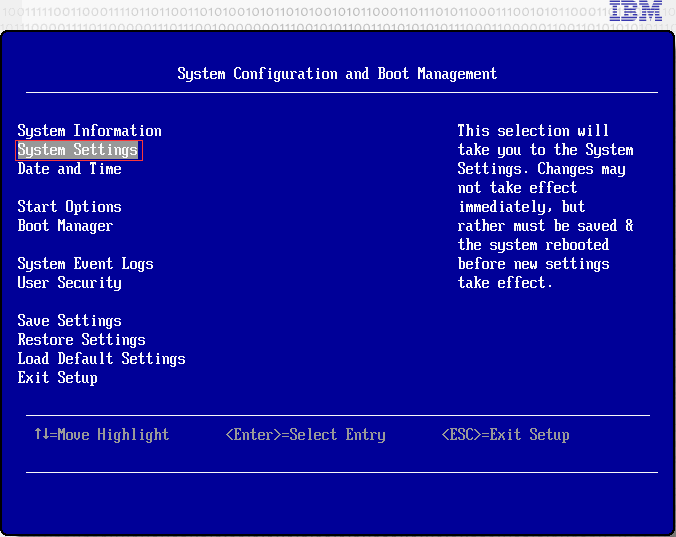 IBM
System Configuration and Boot Management
System Information
System Settings
Date and Time
Start Options
Boot Manager
System Event Logs
User Security
Save Settings
Restore Settings
Load Default Settings
Exit Setup
This selection will
take you to the System
Settings. Changes may
not take effect
immediately, but
rather must be saved &
the system rebooted
before new settings
take effect.
↑↓=Move Highlight <Enter>=Select Entry <ESC>=Exit Setup